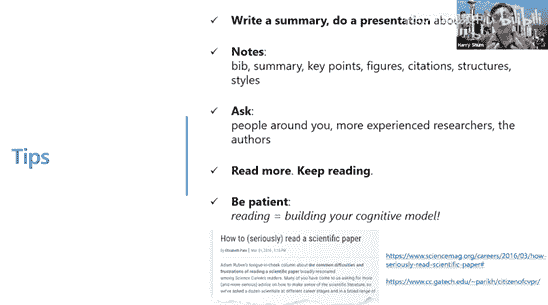 ✓ Write a summary, do a presentation about
bilibili
Harry Shum
✓ Notes:
bib, summary, key points, figures, citations, structures,
styles
✓ Ask:
people around you, more experienced researchers, the
authors
Tips
✓ Read more. Keep reading.
✓ Be patient:
reading = building your cognitive model!
How to (seriously) read a scientific paper
By Elisabeth Pain | Mar. 21, 2016, 1:15 PM
Adam Ruben's tongue-in-cheek column about the common difficulties and
frustrations of reading a scientific paper broadly resonated
among Science Careers readers. Many of you have come to us asking for more
(and more serious) advice on how to make sense of the scientific literature, so
we've asked a dozen scientists at different career stages and in a broad range of
https://www.sciencemag.org/careers/2016/03/how-
seriously-read-scientific-paper#
https://www.cc.gatech.edu/~parikh/citizenofcvpr/